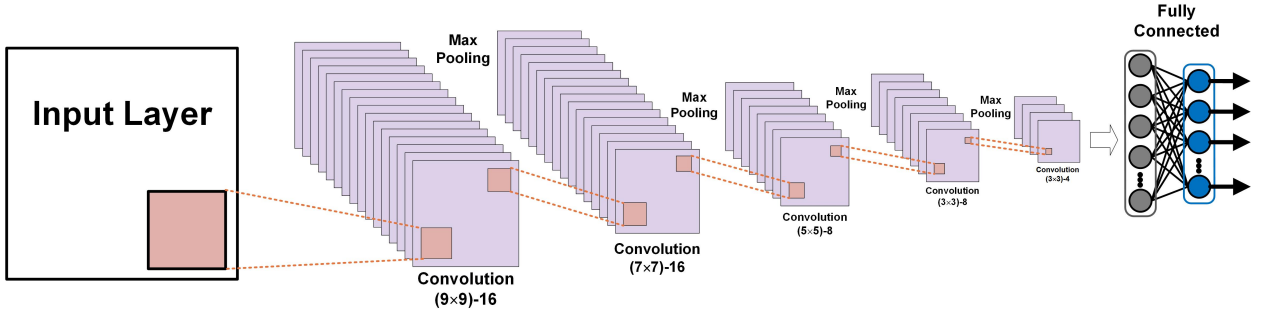 Input Layer
Max
Pooling
Convolution
(9×9)-16
Max
Pooling
Convolution
(7×7)-16
Max
Pooling
Convolution
(5×5)-8
Max
Pooling
Convolution
(3×3)-8
Convolution
(3×3)-4
Fully
Connected